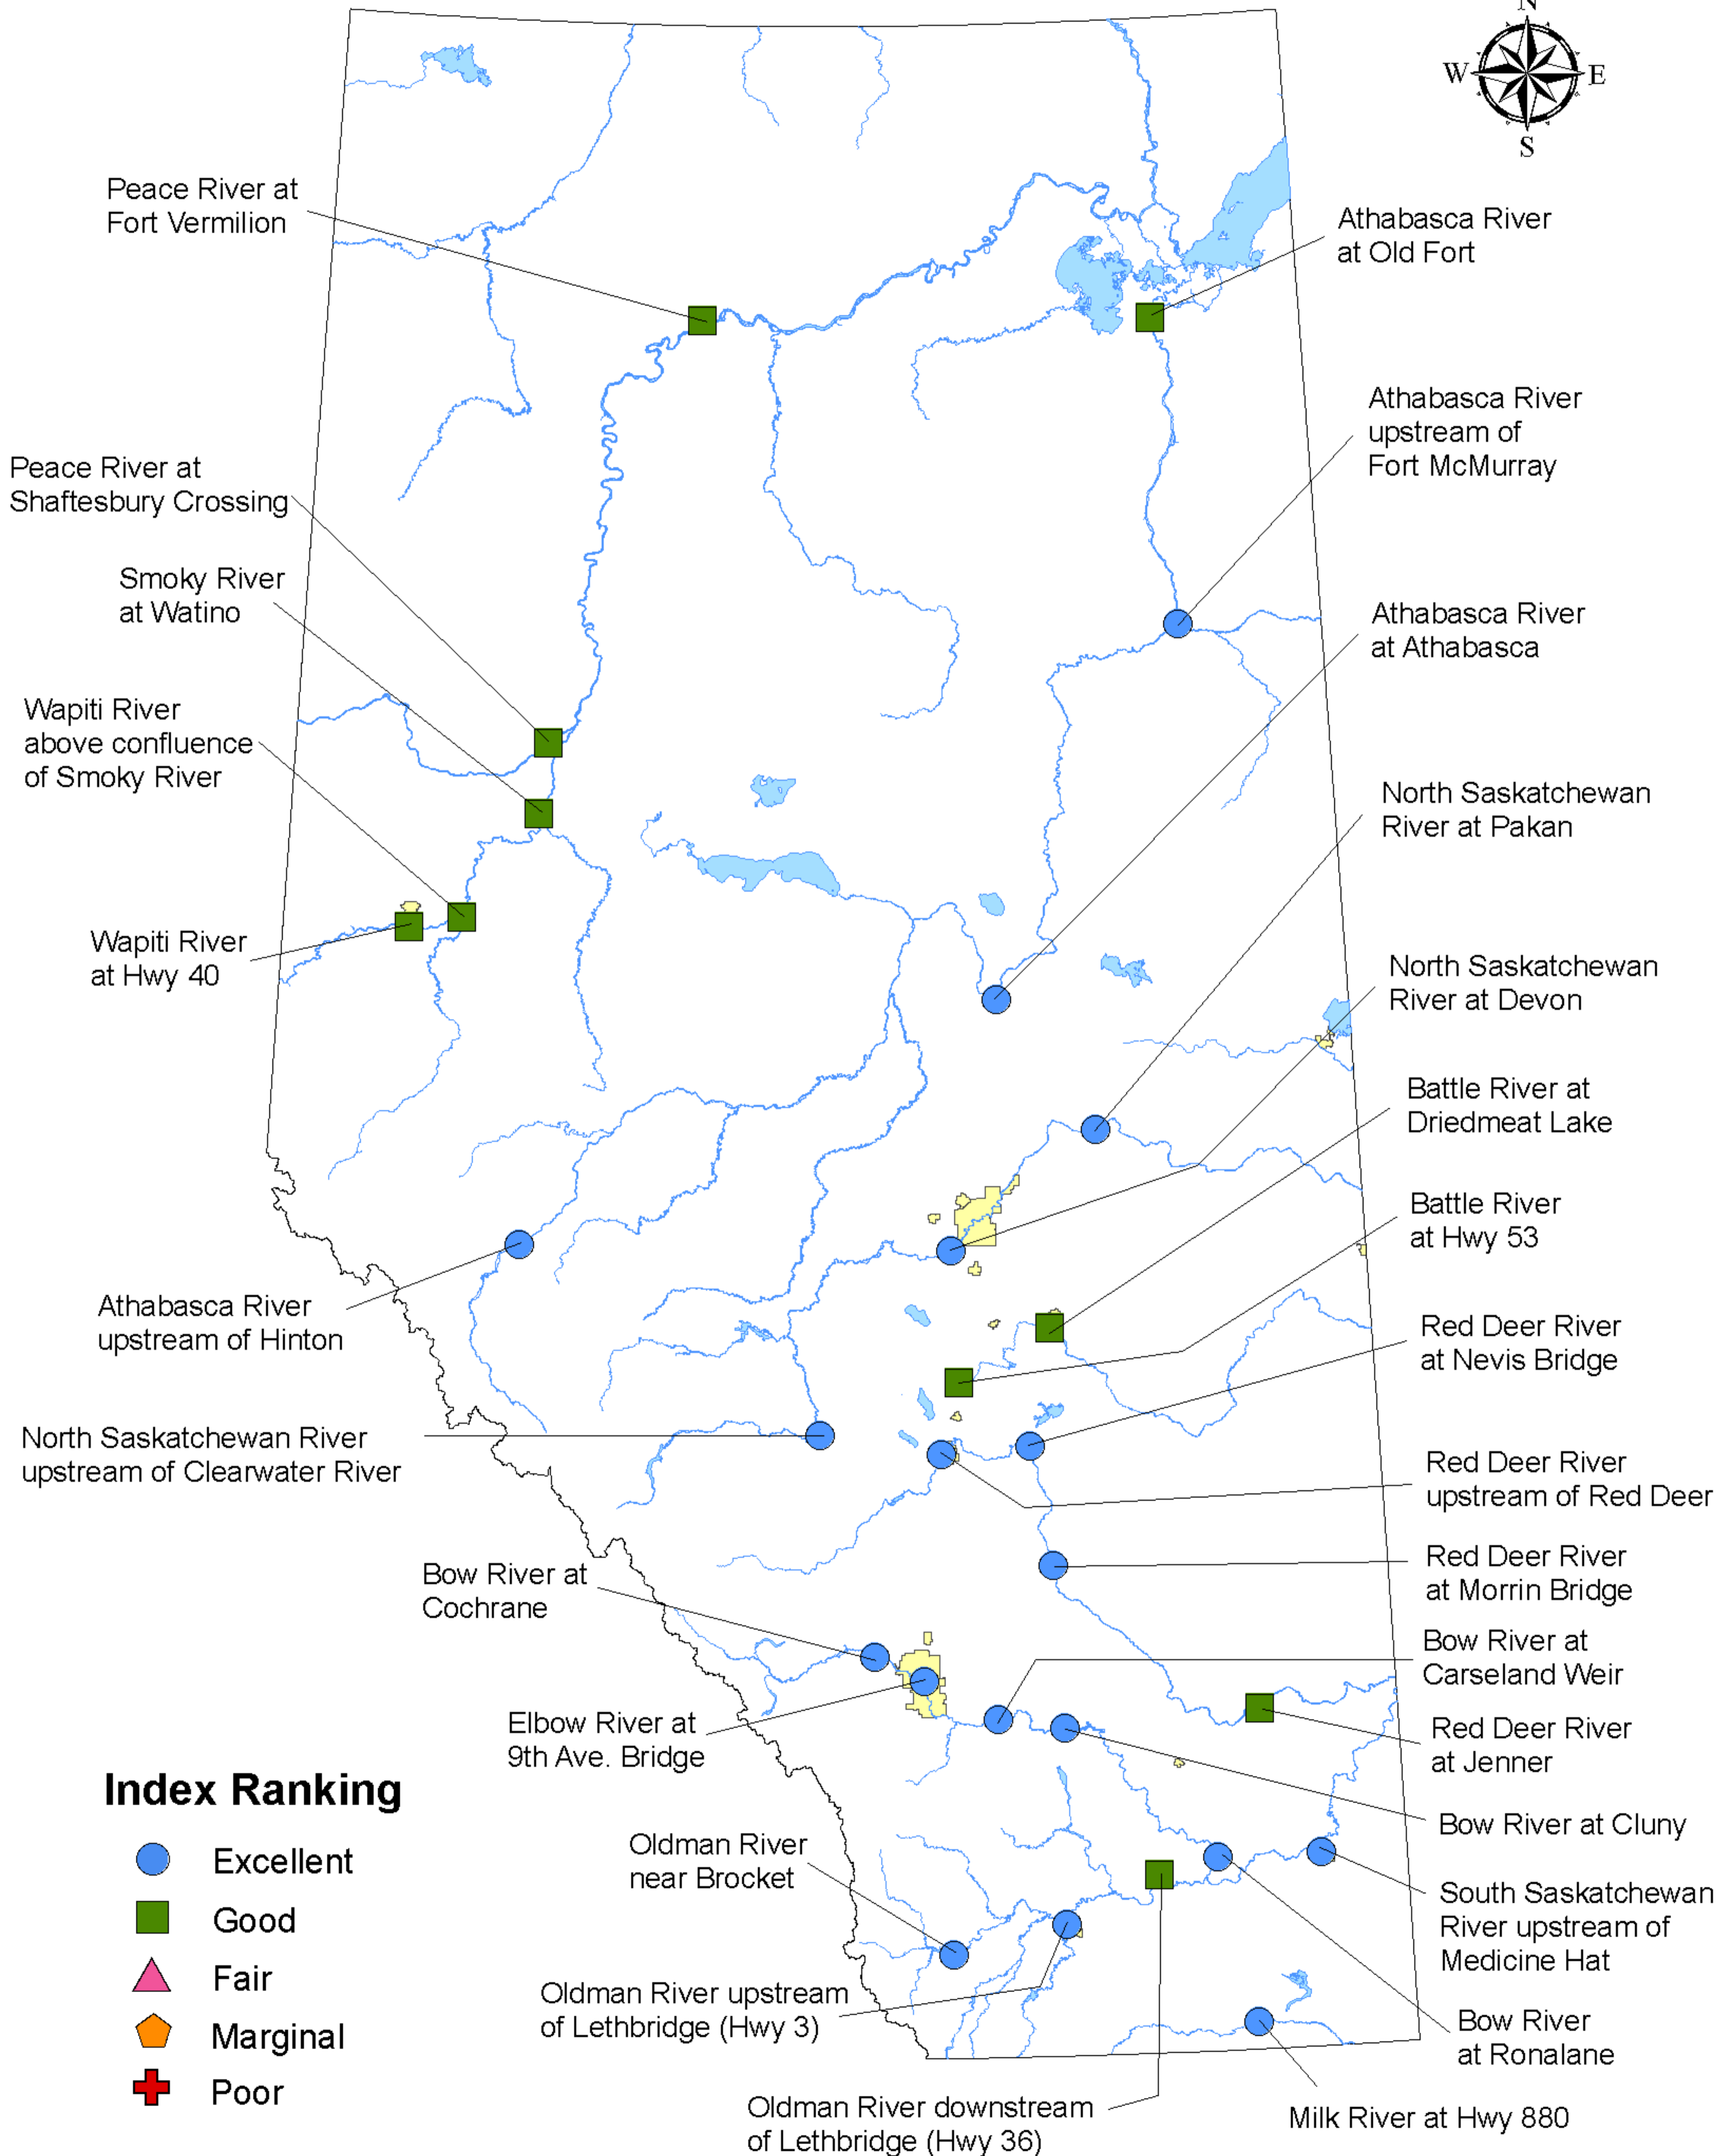 N
W
E
S
Peace River at
Fort Vermilion
Athabasca River
at Old Fort
Athabasca River
upstream of
Fort McMurray
Peace River at
Shaftesbury Crossing
Smoky River
at Watino
Athabasca River
at Athabasca
Wapiti River
above confluence
of Smoky River
North Saskatchewan
River at Pakan
Wapiti River
at Hwy 40
North Saskatchewan
River at Devon
Battle River at
Driedmeat Lake
Battle River
at Hwy 53
Athabasca River
upstream of Hinton
Red Deer River
at Nevis Bridge
North Saskatchewan River
upstream of Clearwater River
Red Deer River
upstream of Red Deer
Bow River at
Cochrane
Red Deer River
at Morrin Bridge
Bow River at
Carseland Weir
Elbow River at
9th Ave. Bridge
Red Deer River
at Jenner
Bow River at Cluny
Oldman River
near Brocket
South Saskatchewan
River upstream of
Medicine Hat
Oldman River upstream
of Lethbridge (Hwy 3)
Bow River
at Ronalane
Oldman River downstream
of Lethbridge (Hwy 36)
Milk River at Hwy 880
Index Ranking
Excellent
Good
Fair
Marginal
Poor